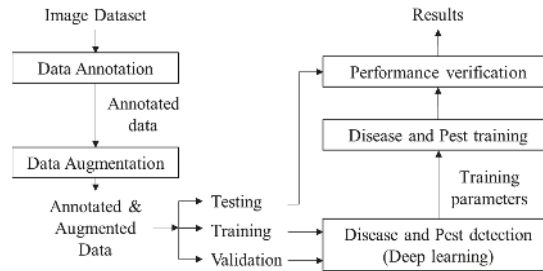 Image Dataset
Data Annotation
Annotated
data
Data Augmentation
Annotated &
Augmented
Data
Testing
Training
Validation
Results
Performance verification
Disease and Pest training
Training
parameters
Disease and Pest detection
(Deep learning)